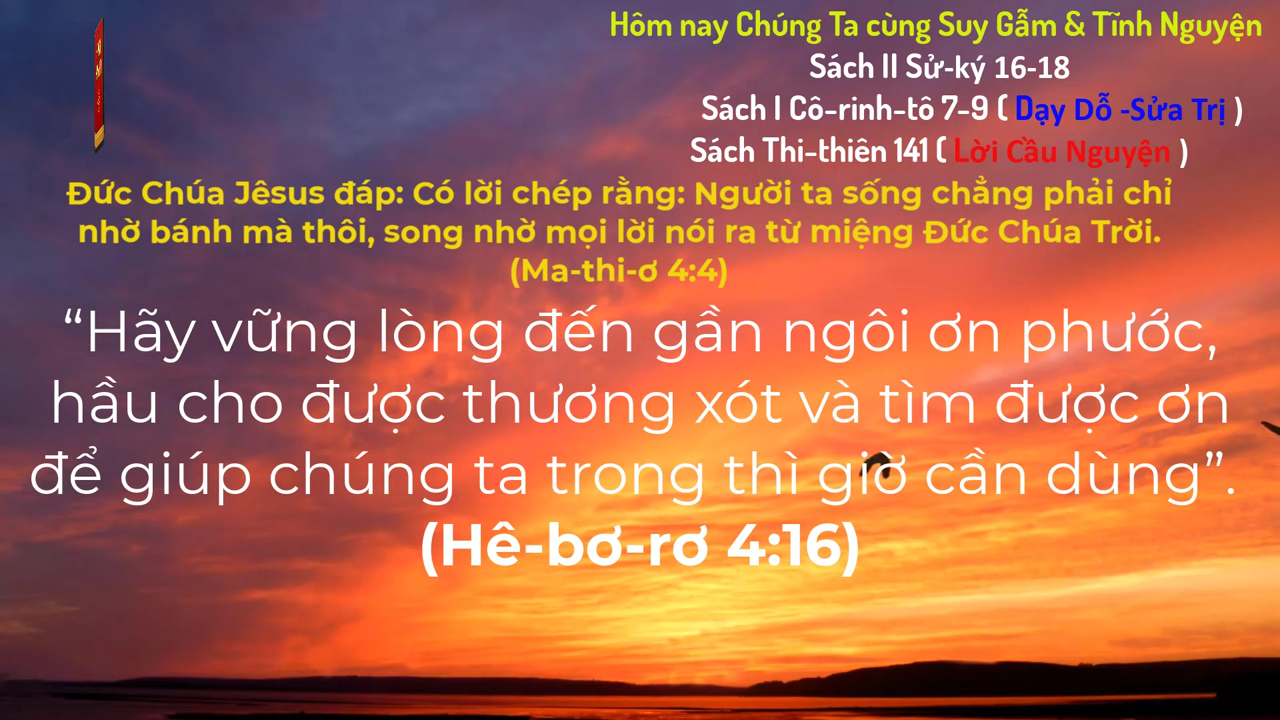 Hôm nay Chúng Ta cùng Suy Gẫm & Tĩnh Nguyện
Sách II Sử-ký 16-18
Sách I Cô-rinh-tô 7-9 ( Dạy Dỗ -Sửa Trị )
Sách Thi-thiên 141 ( Lời Cầu Nguyện )
Đức Chúa Jêsus đáp: Có lời chép rằng: Người ta sống chẳng phải chỉ
nhờ bánh mà thôi, song nhờ mọi lời nói ra từ miệng Đức Chúa Trời.
(Ma-thi-ơ 4:4)
“Hãy vững lòng đến gần ngôi ơn phước,
hầu cho được thương xót và tìm được ơn
để giúp chúng ta trong thì giờ cần dùng”.
(Hê-bơ-rơ 4:16)